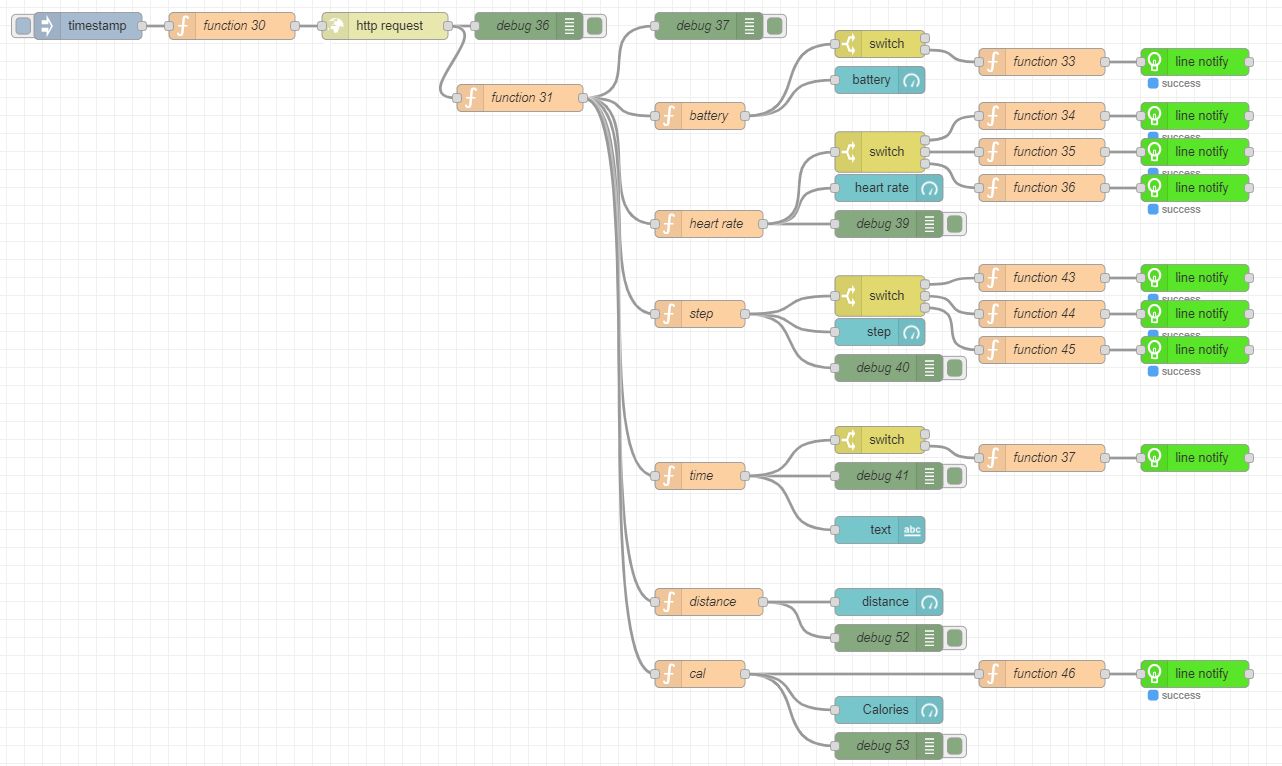 timestamp
function 30
http request
debug 36
debug 37
function 31
switch
battery
battery
function 33
line notify
success
switch
heart rate
heart rate
debug 39
function 34
line notify
success
function 35
line notify
success
function 36
line notify
success
step
switch
step
debug 40
function 43
line notify
success
function 44
line notify
success
function 45
line notify
success
time
switch
debug 41
text
abc
function 37
line notify
distance
distance
debug 52
cal
function 46
line notify
success
Calories
debug 53